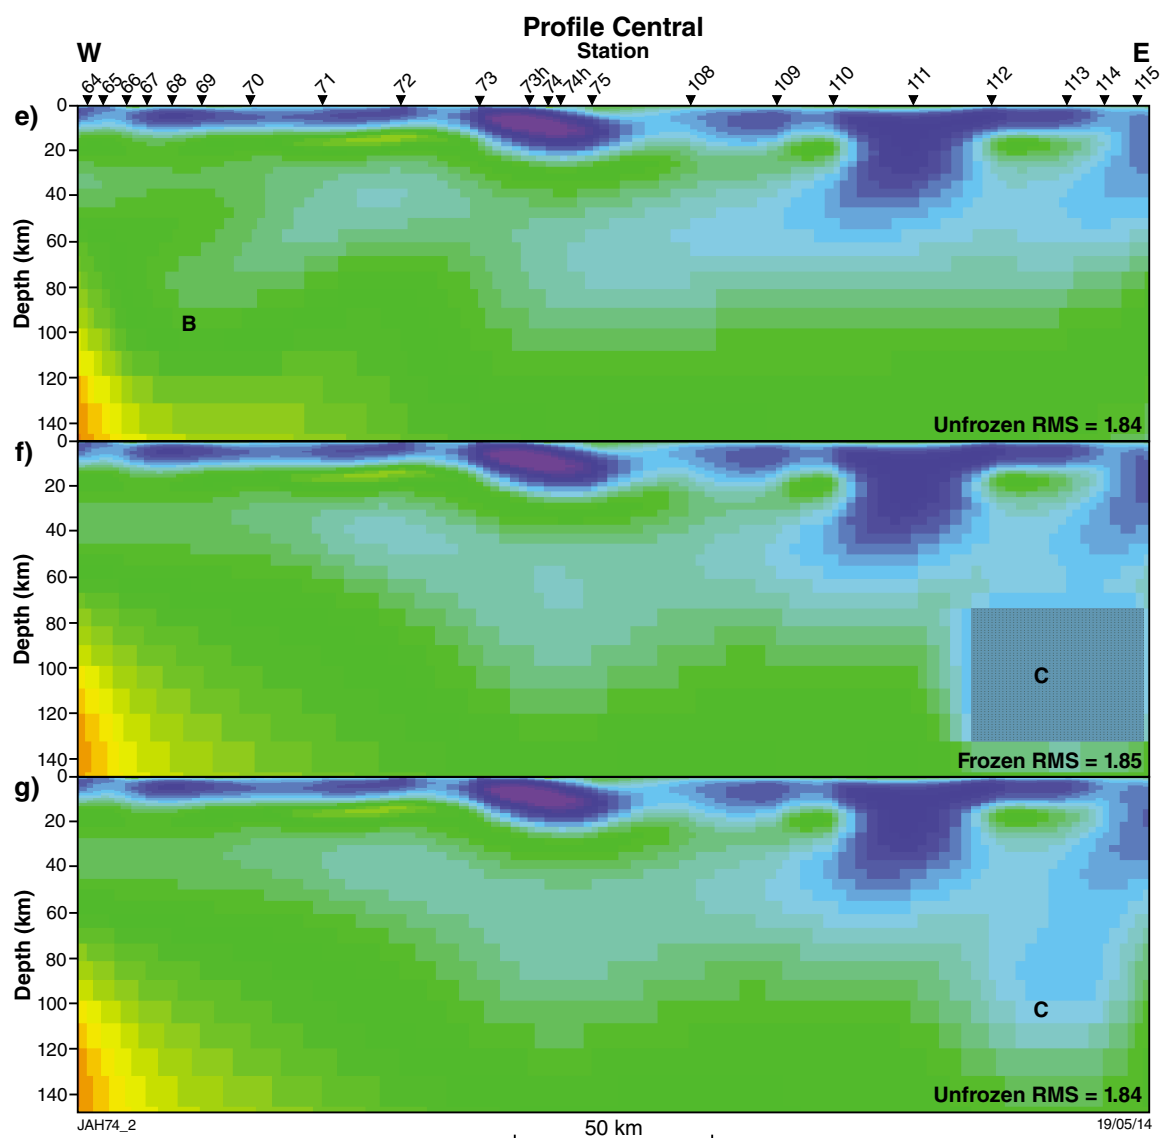 Profile Central
Station
W E
64 65 66 67 68 69 70 71 72 73 73h 74 74h 75 108 109 110 111 112 113 114 115
e)
0
20
40
60
80
100
120
140
Depth (km)
B
Unfrozen RMS = 1.84
f)
0
20
40
60
80
100
120
140
Depth (km)
C
Frozen RMS = 1.85
g)
0
20
40
60
80
100
120
140
Depth (km)
C
Unfrozen RMS = 1.84
JAH74_2
50 km
19/05/14